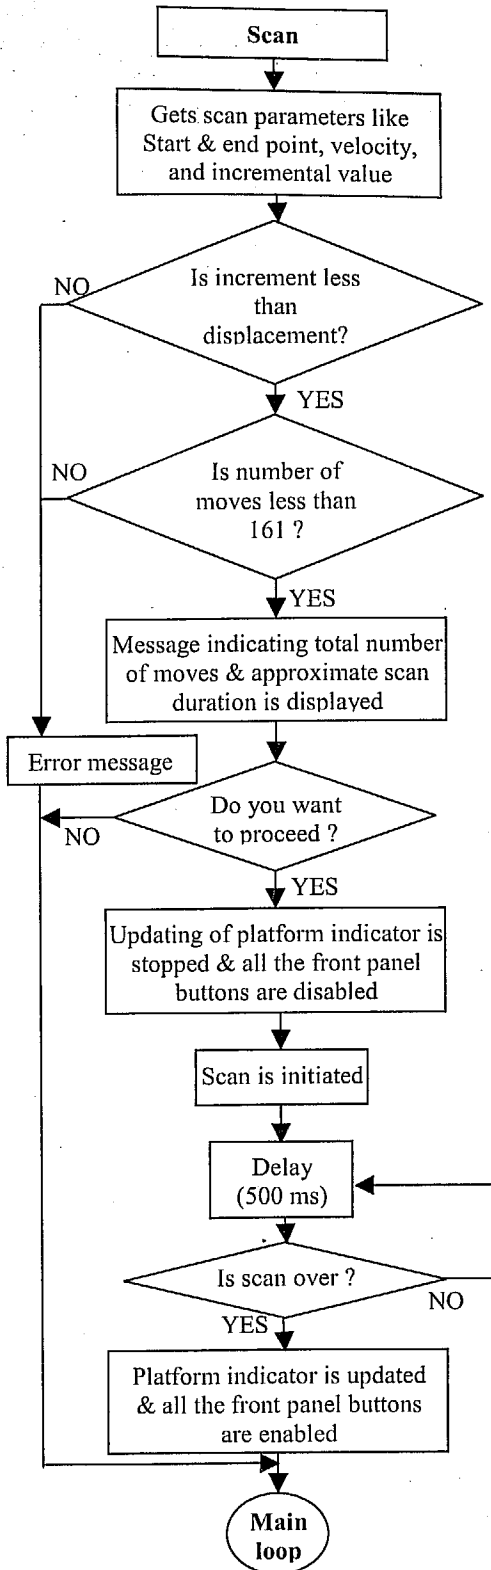 Scan
Gets scan parameters like
Start & end point, velocity,
and incremental value
NO
Is increment less
than
displacement?
YES
NO
Is number of
moves less than
161 ?
YES
Message indicating total number
of moves & approximate scan
duration is displayed
Error message
Do you want
to proceed ?
NO
YES
Updating of platform indicator is
stopped & all the front panel
buttons are disabled
Scan is initiated
Delay
(500 ms)
Is scan over ?
NO
YES
Platform indicator is updated
& all the front panel buttons
are enabled
Main
loop